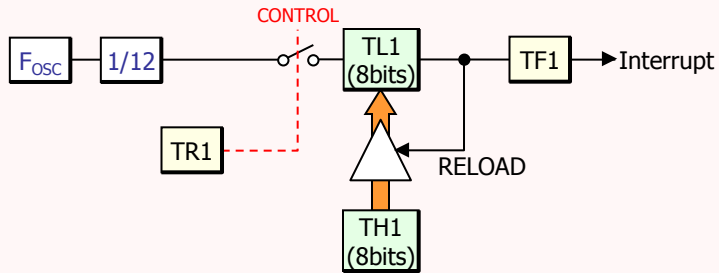 CONTROL
FOSC
1/12
TL1
(8bits)
TF1
Interrupt
TR1
RELOAD
TH1
(8bits)